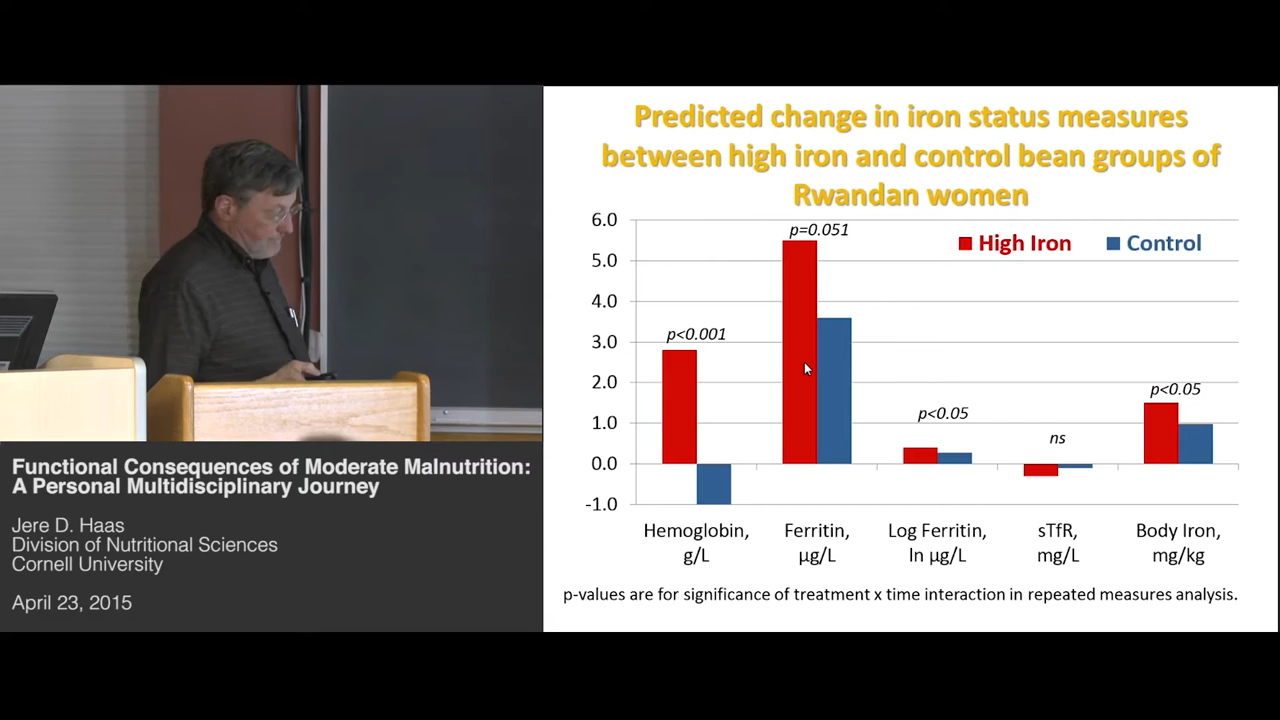 Predicted change in iron status measures
between high iron and control bean groups of
Rwandan women
6.0
5.0
4.0
3.0
2.0
1.0
0.0
-1.0
High Iron
Control
p<0.001
p=0.051
p<0.05
ns
p<0.05
Hemoglobin,
g/L
Ferritin,
µg/L
Log Ferritin,
ln µg/L
sTfR,
mg/L
Body Iron,
mg/kg
p-values are for significance of treatment x time interaction in repeated measures analysis.
Functional Consequences of Moderate Malnutrition:
A Personal Multidisciplinary Journey
Jere D. Haas
Division of Nutritional Sciences
Cornell University
April 23, 2015